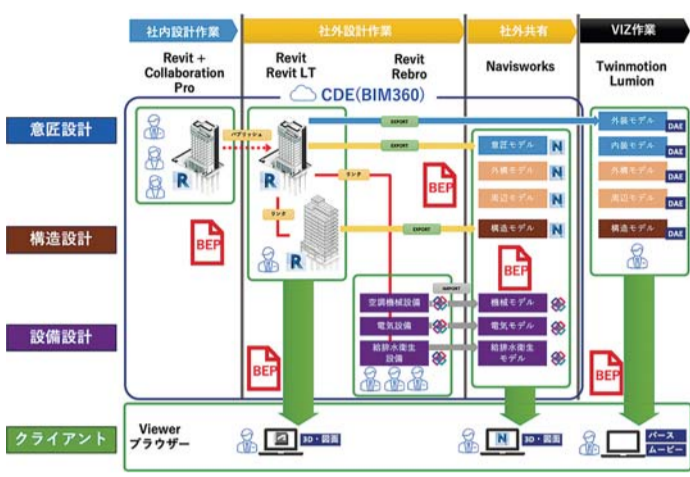 社内設計作業
社外設計作業
社外共有
VIZ作業
Revit +
Collaboration
Pro
Revit
Revit LT
Revit
Rebro
Navisworks
Twinmotion
Lumion
CDE(BIM360)
意匠設計
構造設計
設備設計
クライアント
パブリッシュ
R
R
R
リンク
リンク
EXPORT
EXPORT
EXPORT
IMPORT
BEP
BEP
BEP
BEP
BEP
意匠モデル
N
外構モデル
N
周辺モデル
N
構造モデル
N
外装モデル
DAE
内装モデル
DAE
外構モデル
DAE
周辺モデル
DAE
構造モデル
DAE
空調機械設備
電気設備
給排水衛生
設備
機械モデル
電気モデル
給排水衛生
モデル
Viewer
ブラウザー
3D・図面
N
3D・図面
パース
ムービー